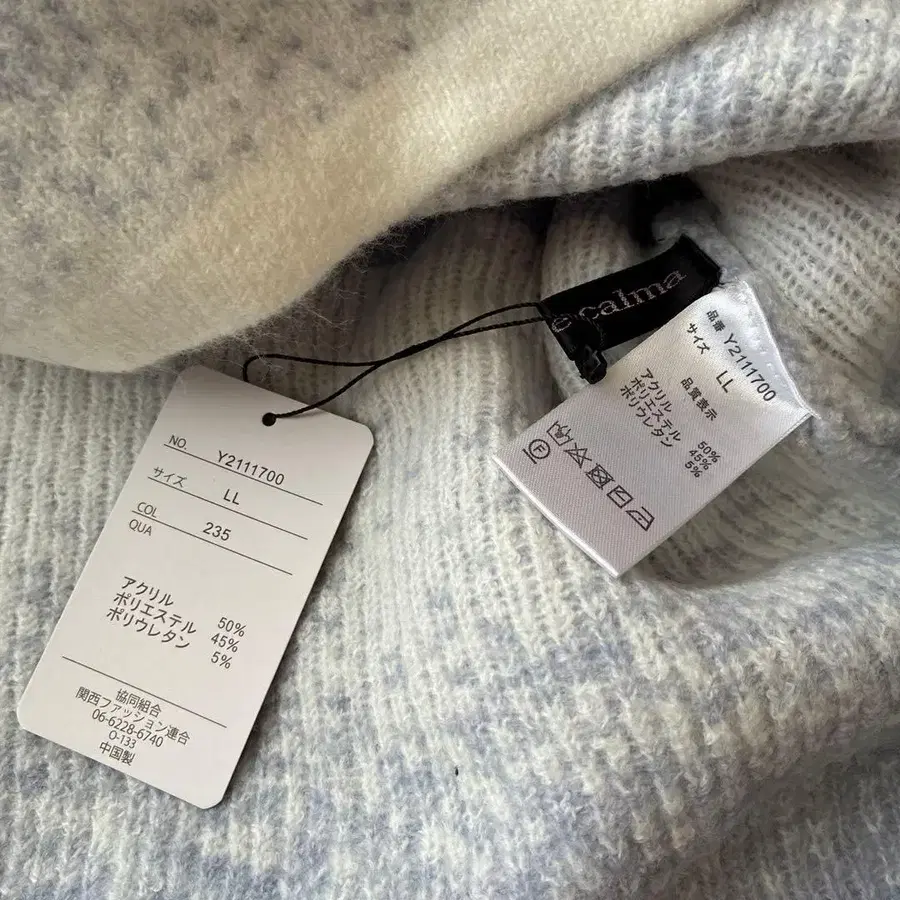 NO. Y2111700
サイズ LL
COL 235
QUA
アクリル 50%
ポリエステル 45%
ポリウレタン 5%
協同組合
関西ファッション連合
06-6228-6740
O-133
中国製
calma
品番 Y2111700
サイズ LL
品質表示
アクリル 50%
ポリエステル 45%
ポリウレタン 5%
F